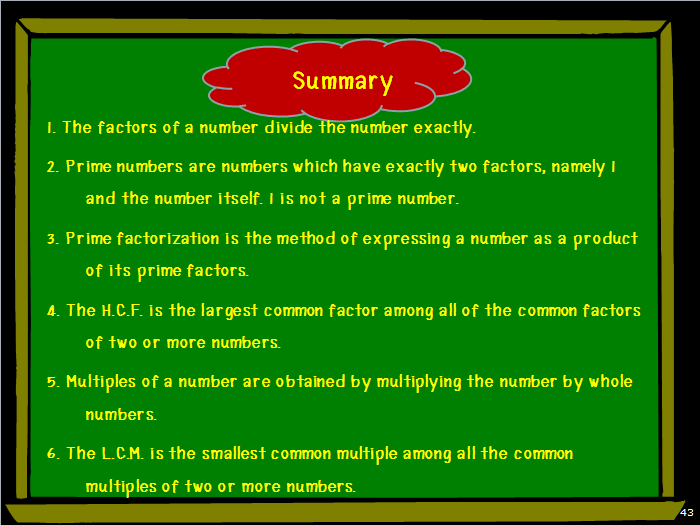 Summary
1. The factors of a number divide the number exactly.
2. Prime numbers are numbers which have exactly two factors, namely 1
and the number itself. 1 is not a prime number.
3. Prime factorization is the method of expressing a number as a product
of its prime factors.
4. The H.C.F. is the largest common factor among all of the common factors
of two or more numbers.
5. Multiples of a number are obtained by multiplying the number by whole
numbers.
6. The L.C.M. is the smallest common multiple among all the common
multiples of two or more numbers.
43